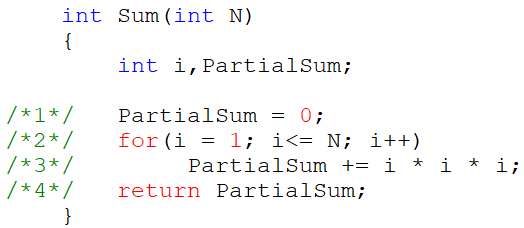 int Sum(int N)
{
int i,PartialSum;
/*1*/ PartialSum = 0;
/*2*/ for(i = 1; i<= N; i++)
/*3*/ PartialSum += i * i * i;
/*4*/ return PartialSum;
}